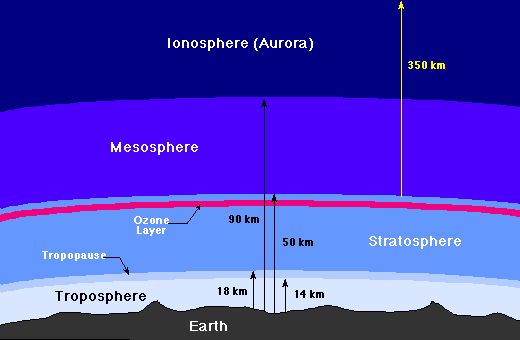 Ionosphere (Aurora)
350 km
Mesosphere
Ozone
Layer
90 km
50 km
Stratosphere
Tropopause
Troposphere
18 km
14 km
Earth